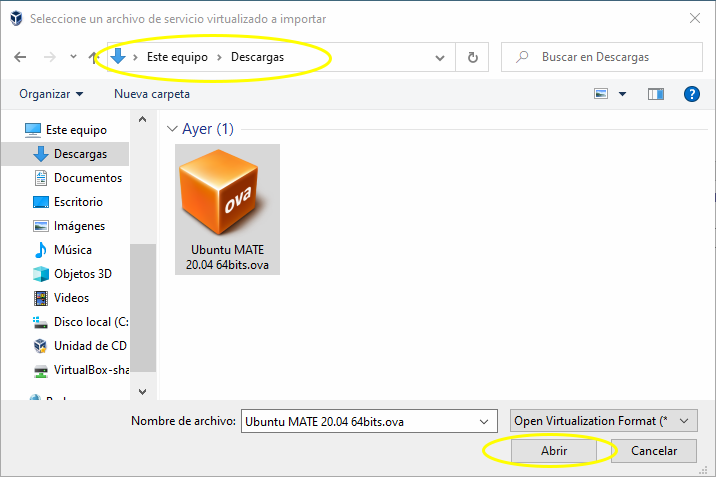 Seleccione un archivo de servicio virtualizado a importar
Este equipo > Descargas
Buscar en Descargas
Organizar
Nueva carpeta
?
Este equipo
Descargas
Documentos
Escritorio
Imágenes
Música
Objetos 3D
Videos
Disco local (C:
Unidad de CD
VirtualBox-sha
Ayer (1)
ova
Ubuntu MATE
20.04 64bits.ova
Nombre de archivo:
Ubuntu MATE 20.04 64bits.ova
Open Virtualization Format (*
Abrir
Cancelar